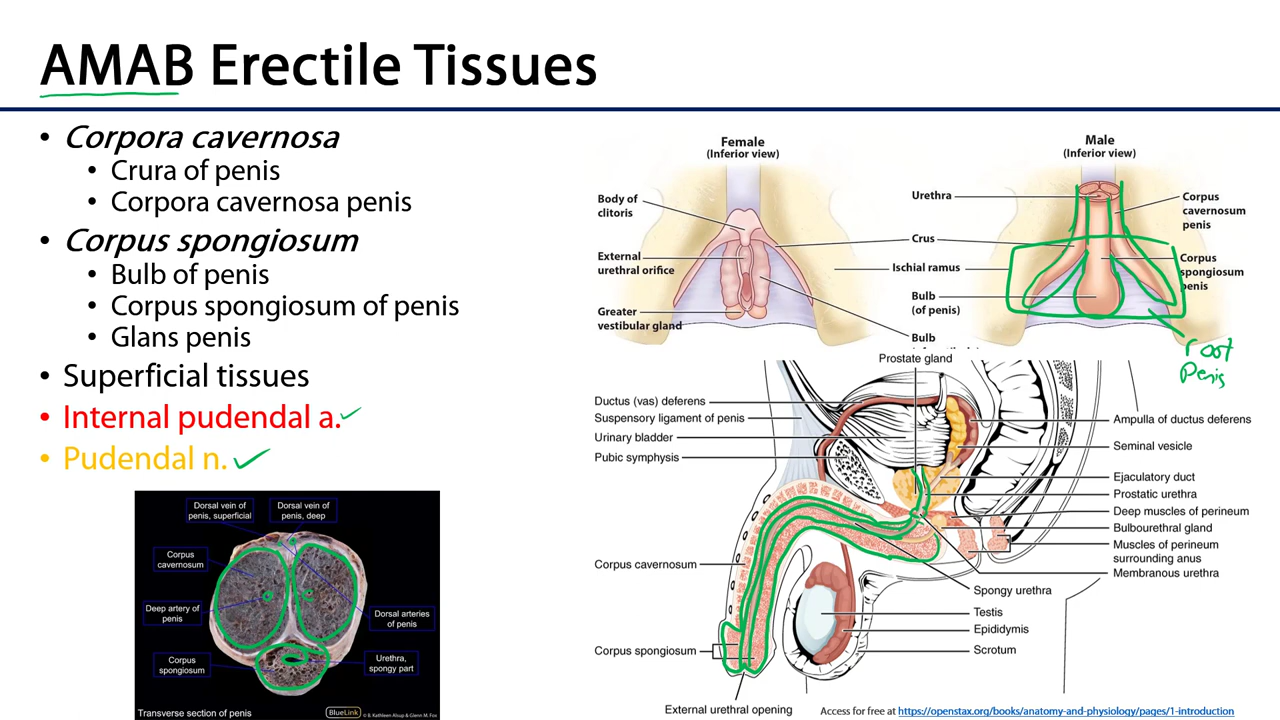 AMAB Erectile Tissues
• Corpora cavernosa
• Crura of penis
• Corpora cavernosa penis
• Corpus spongiosum
• Bulb of penis
• Corpus spongiosum of penis
• Glans penis
• Superficial tissues
• Internal pudendal a.
• Pudendal n.
Dorsal vein of
penis, superficial
Dorsal vein of
penis, deep
Corpus
cavernosum
Deep artery of
penis
Dorsal arteries
of penis
Corpus
spongiosum
Urethra,
spongy part
Transverse section of penis
BlueLink
© B. Kathleen Alsup & Glenn M. Fox
Female
(Inferior view)
Male
(Inferior view)
Body of
clitoris
External
urethral orifice
Greater
vestibular gland
Urethra
Crus
Ischial ramus
Bulb
(of penis)
Bulb
Corpus
cavernosum
penis
Corpus
spongiosum
penis
root
penis
Prostate gland
Ductus (vas) deferens
Suspensory ligament of penis
Urinary bladder
Pubic symphysis
Corpus cavernosum
Corpus spongiosum
External urethral opening
Ampulla of ductus deferens
Seminal vesicle
Ejaculatory duct
Prostatic urethra
Deep muscles of perineum
Bulbourethral gland
Muscles of perineum
surrounding anus
Membranous urethra
Spongy urethra
Testis
Epididymis
Scrotum
Access for free at https://openstax.org/books/anatomy-and-physiology/pages/1-introduction